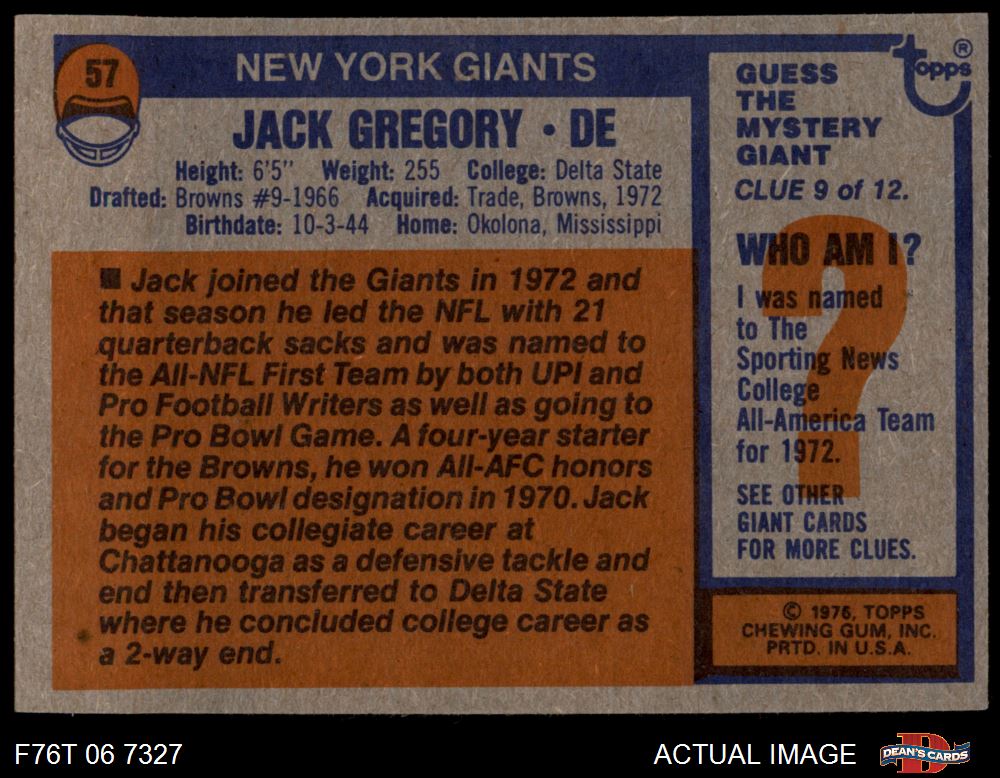 57
NEW YORK GIANTS
JACK GREGORY • DE
Height: 6'5" Weight: 255 College: Delta State
Drafted: Browns #9-1966 Acquired: Trade, Browns, 1972
Birthdate: 10-3-44 Home: Okolona, Mississippi
■ Jack joined the Giants in 1972 and
that season he led the NFL with 21
quarterback sacks and was named to
the All-NFL First Team by both UPI and
Pro Football Writers as well as going to
the Pro Bowl Game. A four-year starter
for the Browns, he won All-AFC honors
and Pro Bowl designation in 1970. Jack
began his collegiate career at
Chattanooga as a defensive tackle and
end then transferred to Delta State
where he concluded college career as
a 2-way end.
topps®
GUESS
THE
MYSTERY
GIANT
CLUE 9 of 12.
WHO AM I?
I was named
to The
Sporting News
College
All-America Team
for 1972.
SEE OTHER
GIANT CARDS
FOR MORE CLUES.
?
© 1976, TOPPS
CHEWING GUM, INC.
PRTD. IN U.S.A.
F76T 06 7327
ACTUAL IMAGE
D
DEAN'S CARDS